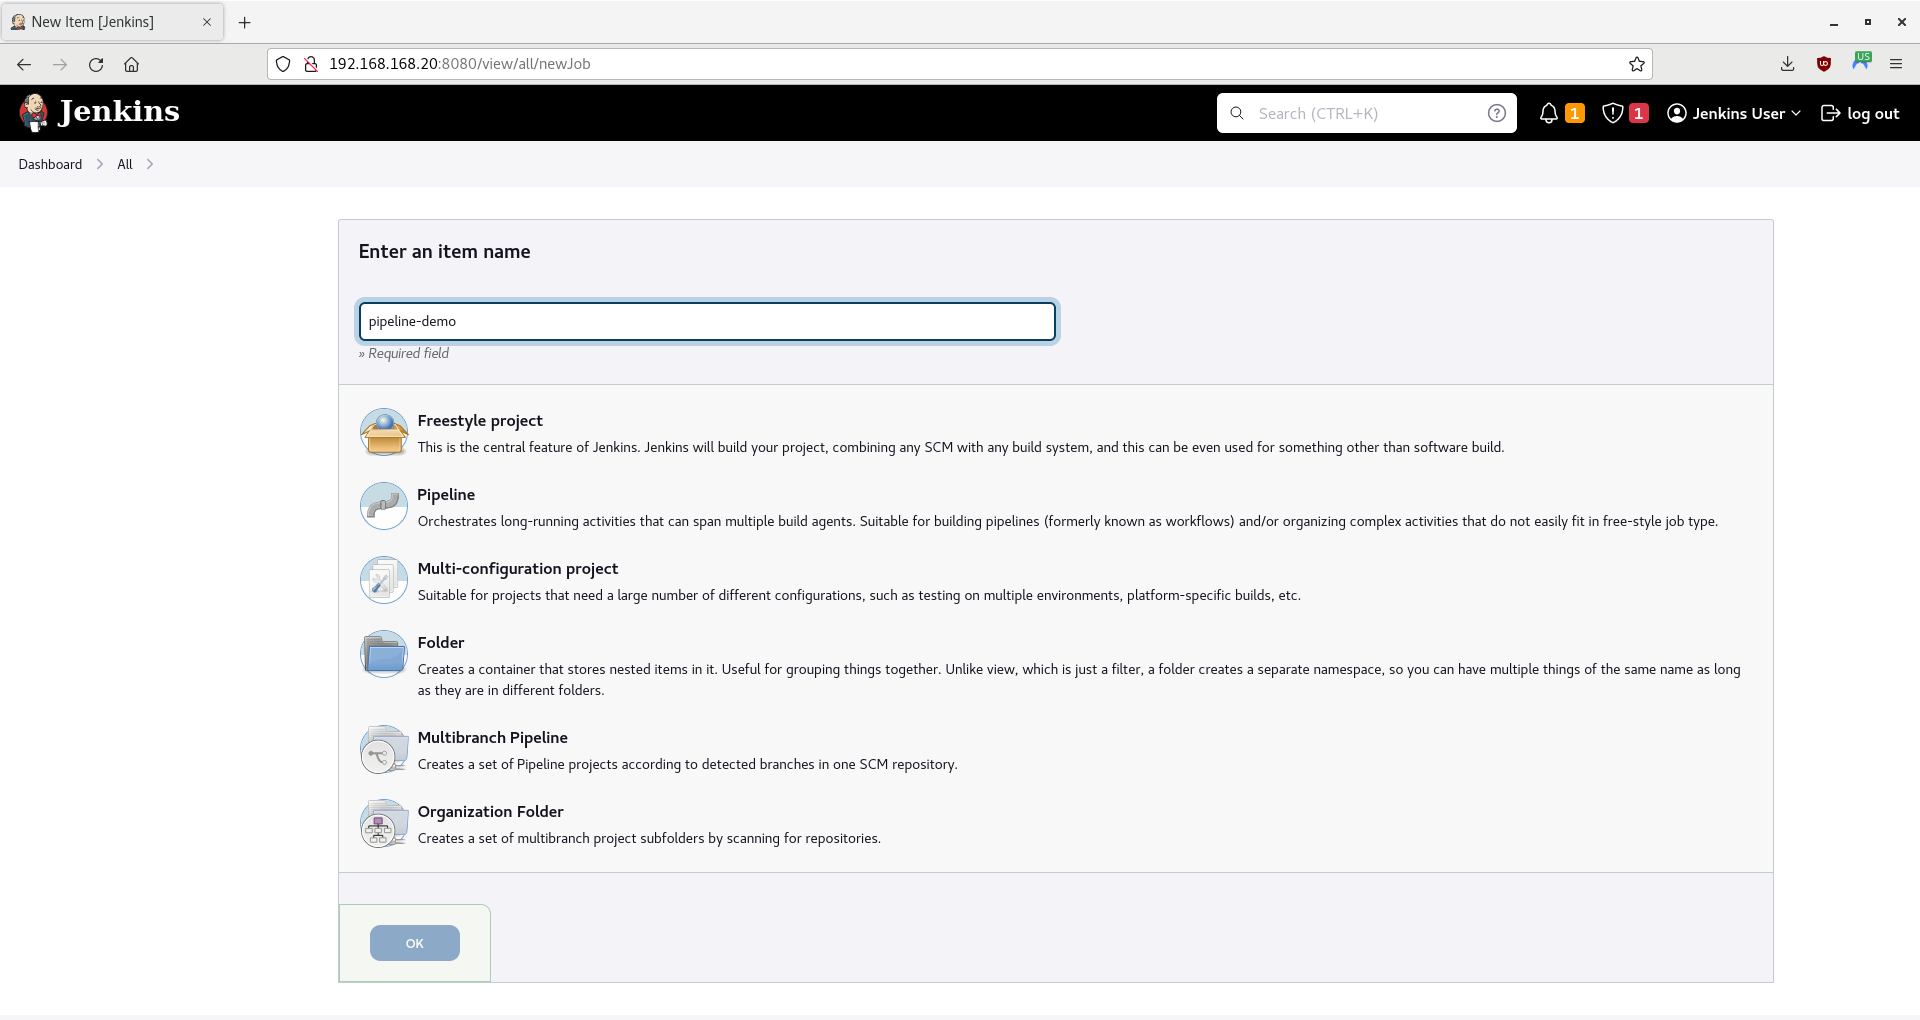 New Item [Jenkins]
192.168.168.20:8080/view/all/newJob
US
Jenkins
Search (CTRL+K)
1
1
Jenkins User
log out
Dashboard
All
Enter an item name
pipeline-demo
» Required field
Freestyle project
This is the central feature of Jenkins. Jenkins will build your project, combining any SCM with any build system, and this can be even used for something other than software build.
Pipeline
Orchestrates long-running activities that can span multiple build agents. Suitable for building pipelines (formerly known as workflows) and/or organizing complex activities that do not easily fit in free-style job type.
Multi-configuration project
Suitable for projects that need a large number of different configurations, such as testing on multiple environments, platform-specific builds, etc.
Folder
Creates a container that stores nested items in it. Useful for grouping things together. Unlike view, which is just a filter, a folder creates a separate namespace, so you can have multiple things of the same name as long
as they are in different folders.
Multibranch Pipeline
Creates a set of Pipeline projects according to detected branches in one SCM repository.
Organization Folder
Creates a set of multibranch project subfolders by scanning for repositories.
OK